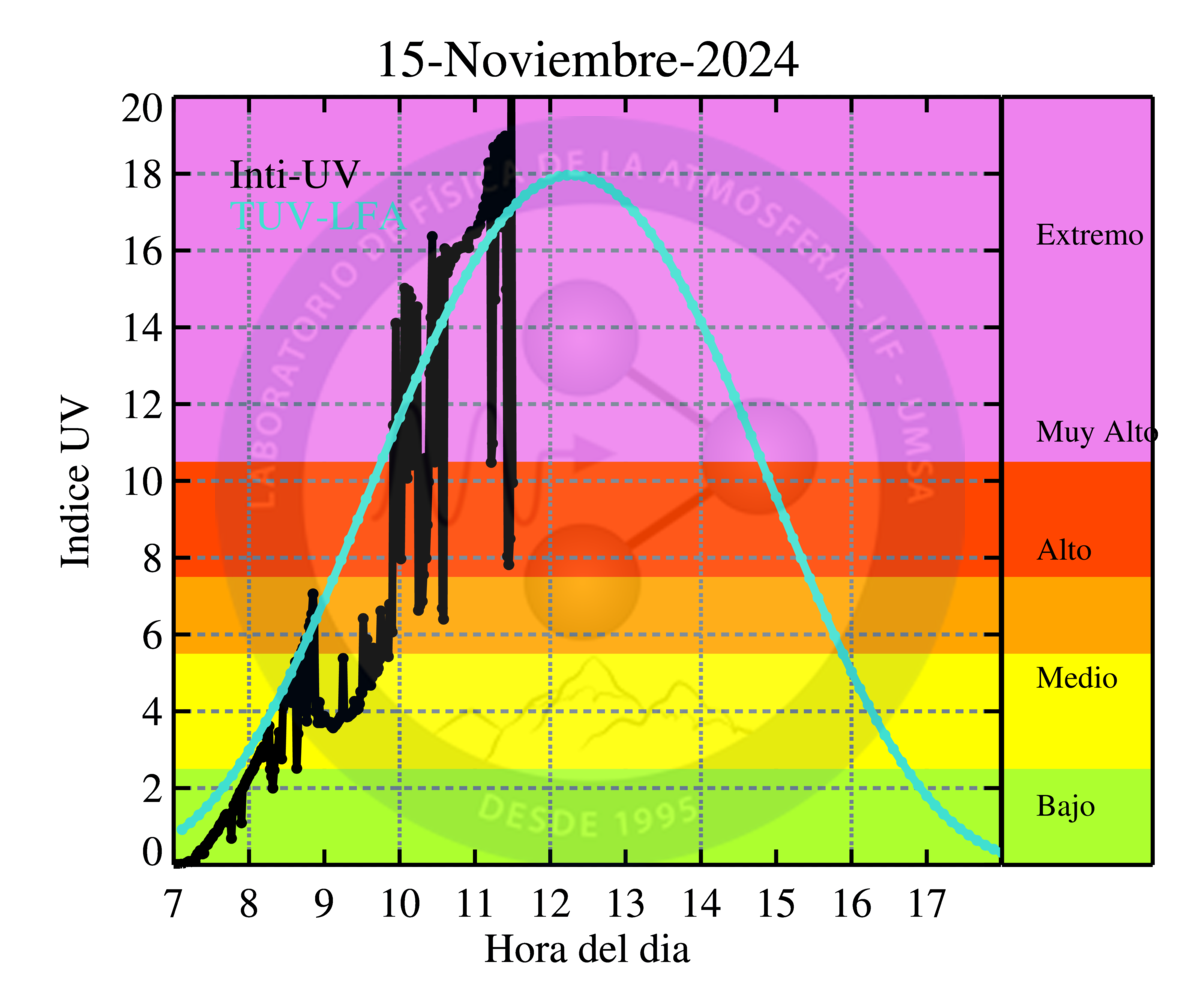 15-Noviembre-2024
Inti-UV
TUV-LFA
LABORATORIO DE FÍSICA DE LA ATMÓSFERA - IIF - UMSA
DESDE 1995
Indice UV
20
18
16
14
12
10
8
6
4
2
0
Extremo
Muy Alto
Alto
Medio
Bajo
7 8 9 10 11 12 13 14 15 16 17
Hora del dia